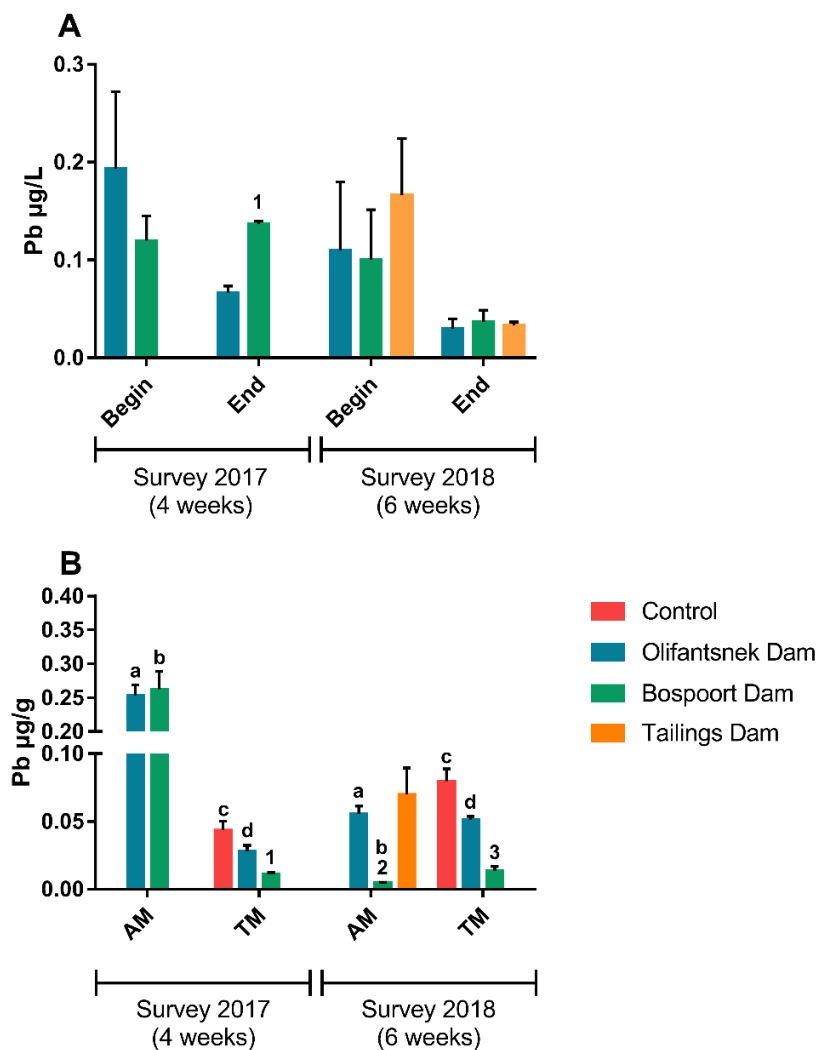 A
Pb µg/L
0.3
0.2
0.1
0.0
1
Begin
End
Begin
End
Survey 2017
(4 weeks)
Survey 2018
(6 weeks)
B
Pb µg/g
0.40
0.35
0.30
0.25
0.20
0.10
0.05
0.00
a
b
c
d
1
a
b
2
c
d
3
AM
TM
AM
TM
Survey 2017
(4 weeks)
Survey 2018
(6 weeks)
Control
Olifantsnek Dam
Bospoort Dam
Tailings Dam